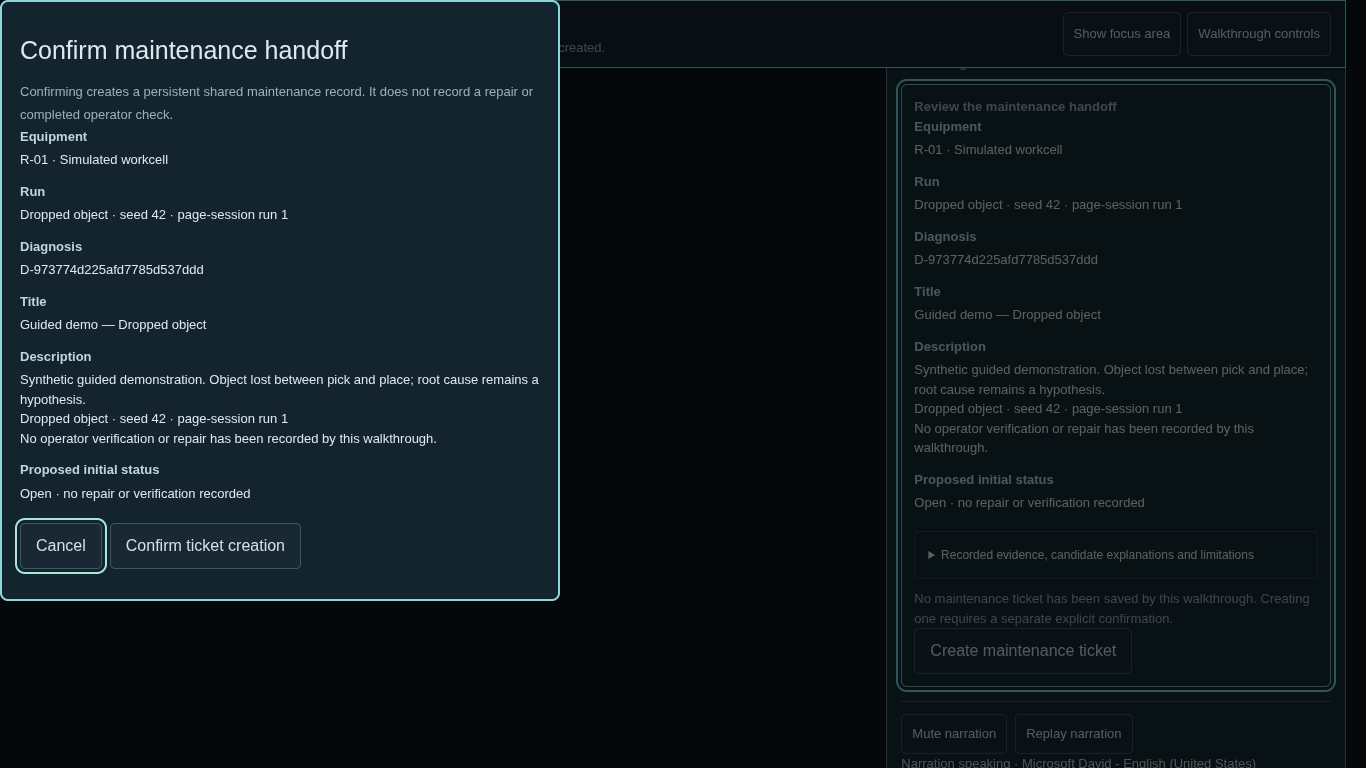 Confirm maintenance handoff
Confirming creates a persistent shared maintenance record. It does not record a repair or
completed operator check.
Equipment
R-01 · Simulated workcell
Run
Dropped object · seed 42 · page-session run 1
Diagnosis
D-973774d225afd7785d537ddd
Title
Guided demo — Dropped object
Description
Synthetic guided demonstration. Object lost between pick and place; root cause remains a
hypothesis.
Dropped object · seed 42 · page-session run 1
No operator verification or repair has been recorded by this walkthrough.
Proposed initial status
Open · no repair or verification recorded
Cancel
Confirm ticket creation
created.
Show focus area
Walkthrough controls
Review the maintenance handoff
Equipment
R-01 · Simulated workcell
Run
Dropped object · seed 42 · page-session run 1
Diagnosis
D-973774d225afd7785d537ddd
Title
Guided demo — Dropped object
Description
Synthetic guided demonstration. Object lost between pick and place;
root cause remains a hypothesis.
Dropped object · seed 42 · page-session run 1
No operator verification or repair has been recorded by this
walkthrough.
Proposed initial status
Open · no repair or verification recorded
Recorded evidence, candidate explanations and limitations
No maintenance ticket has been saved by this walkthrough. Creating
one requires a separate explicit confirmation.
Create maintenance ticket
Mute narration
Replay narration
Narration speaking · Microsoft David - English (United States)